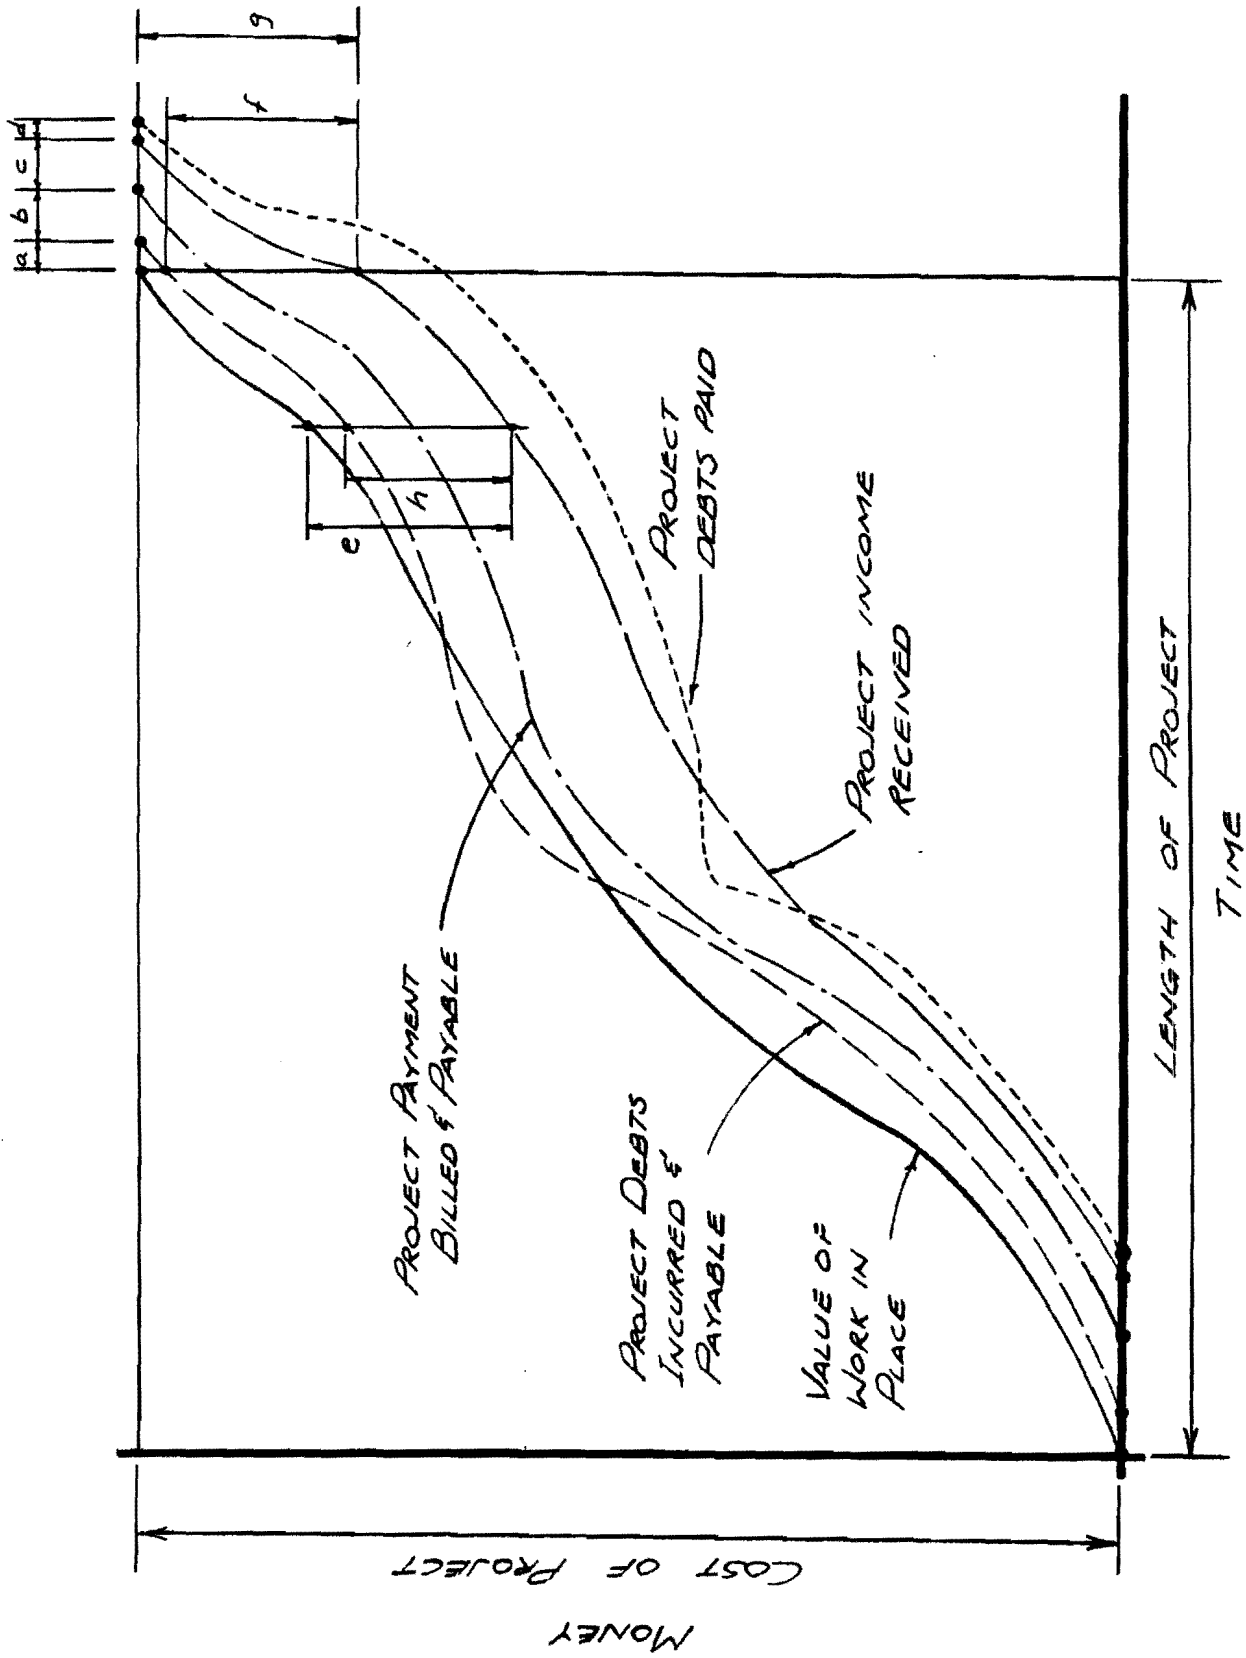 a
b
c
d
g
f
e
h
PROJECT PAYMENT
BILLED & PAYABLE
PROJECT DEBTS
INCURRED &
PAYABLE
VALUE OF
WORK IN
PLACE
PROJECT
DEBTS PAID
PROJECT INCOME
RECEIVED
COST OF PROJECT
MONEY
LENGTH OF PROJECT
TIME